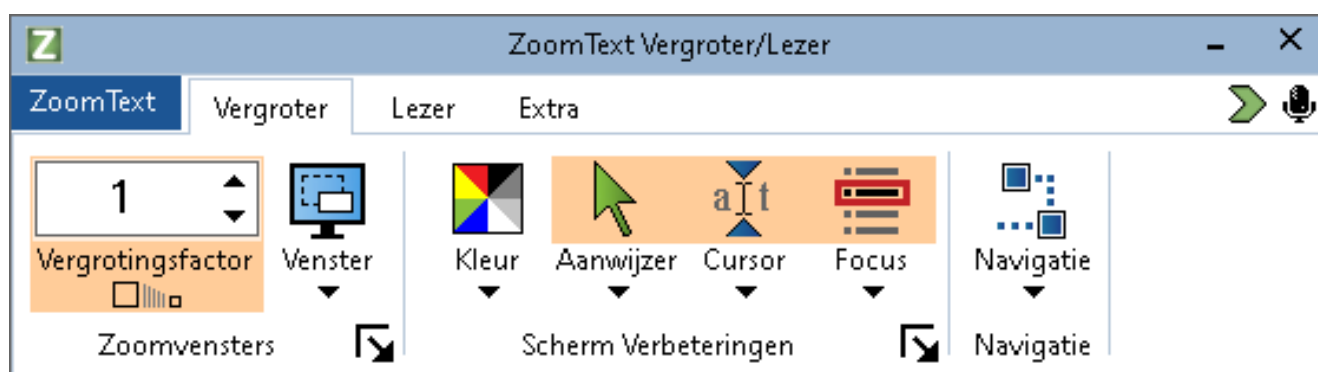 Z ZoomText Vergroter/Lezer
ZoomText Vergroter Lezer Extra
1
a t
Vergrotingsfactor Venster Kleur Aanwijzer Cursor Focus Navigatie
Zoomvensters Scherm Verbeteringen Navigatie